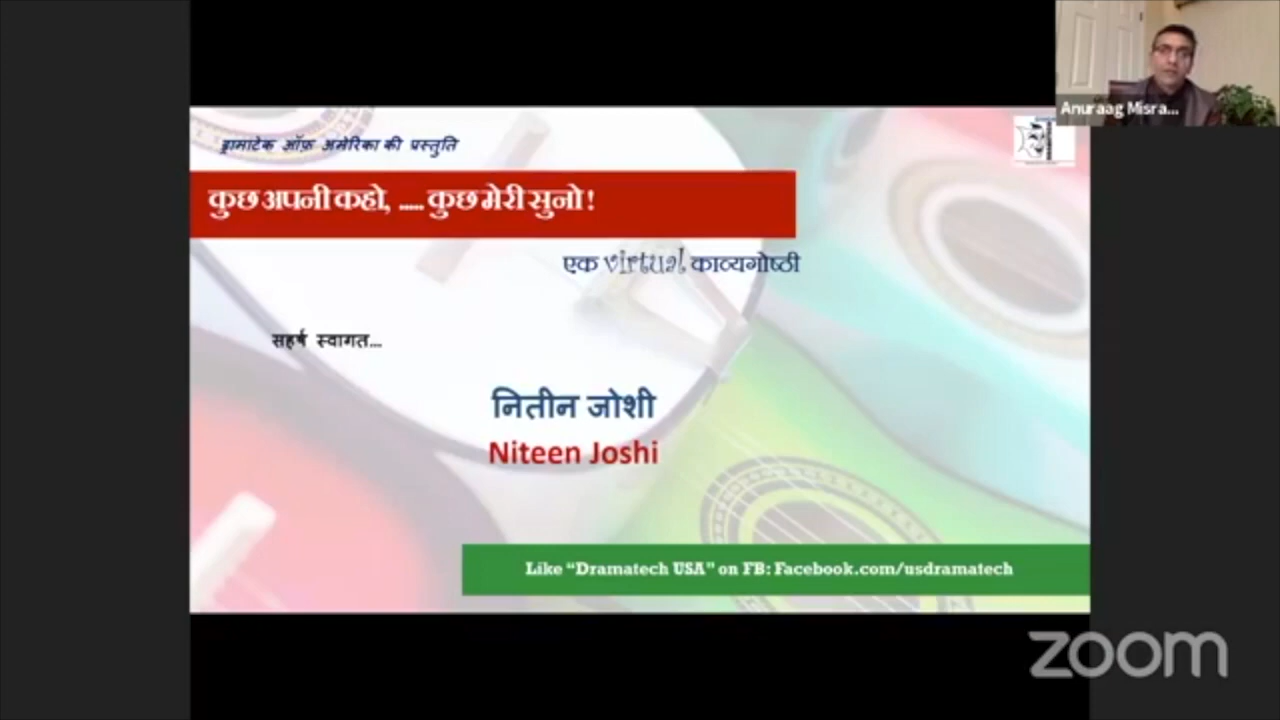 Anuraag Misra...
ड्रामाटेक ऑफ़ अमेरिका की प्रस्तुति
कुछ अपनी कहो, ..... कुछ मेरी सुनो !
एक virtual काव्यगोष्ठी
सहर्ष स्वागत...
नितीन जोशी
Niteen Joshi
Like “Dramatech USA” on FB: Facebook.com/usdramatech
zoom